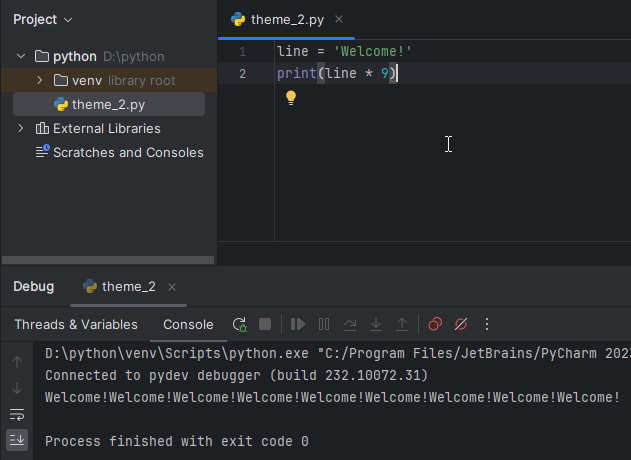 Project
python D:\python
venv library root
theme_2.py
External Libraries
Scratches and Consoles
theme_2.py
1 line = 'Welcome!'
2 print(line * 9)
Debug theme_2
Threads & Variables Console
D:\python\venv\Scripts\python.exe "C:/Program Files/JetBrains/PyCharm 202
Connected to pydev debugger (build 232.10072.31)
Welcome!Welcome!Welcome!Welcome!Welcome!Welcome!Welcome!Welcome!Welcome!
Process finished with exit code 0